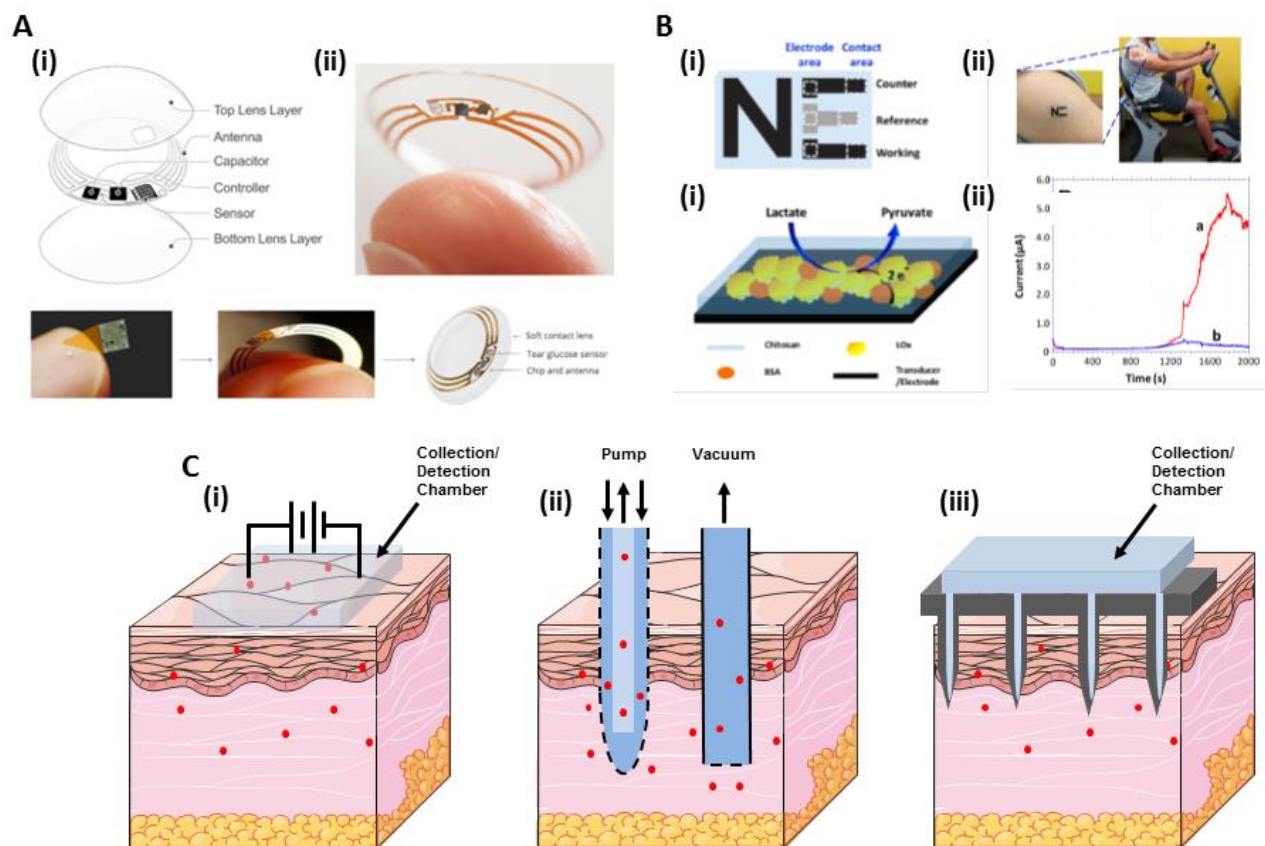 A
(i)
Top Lens Layer
Antenna
Capacitor
Controller
Sensor
Bottom Lens Layer
(ii)
Soft contact lens
Tear glucose sensor
Chip and antenna
B
(i)
Electrode
area
Contact
area
N
Counter
Reference
Working
(ii)
N
(i)
Lactate
Pyruvate
2 e-
Chitosan
LOx
BSA
Transducer
/Electrode
(ii)
6.0
5.0
4.0
3.0
2.0
1.0
0
Current (µA)
a
b
0
400
800
1200
1600
2000
Time (s)
C
(i)
Collection/
Detection
Chamber
(ii)
Pump
Vacuum
(iii)
Collection/
Detection
Chamber